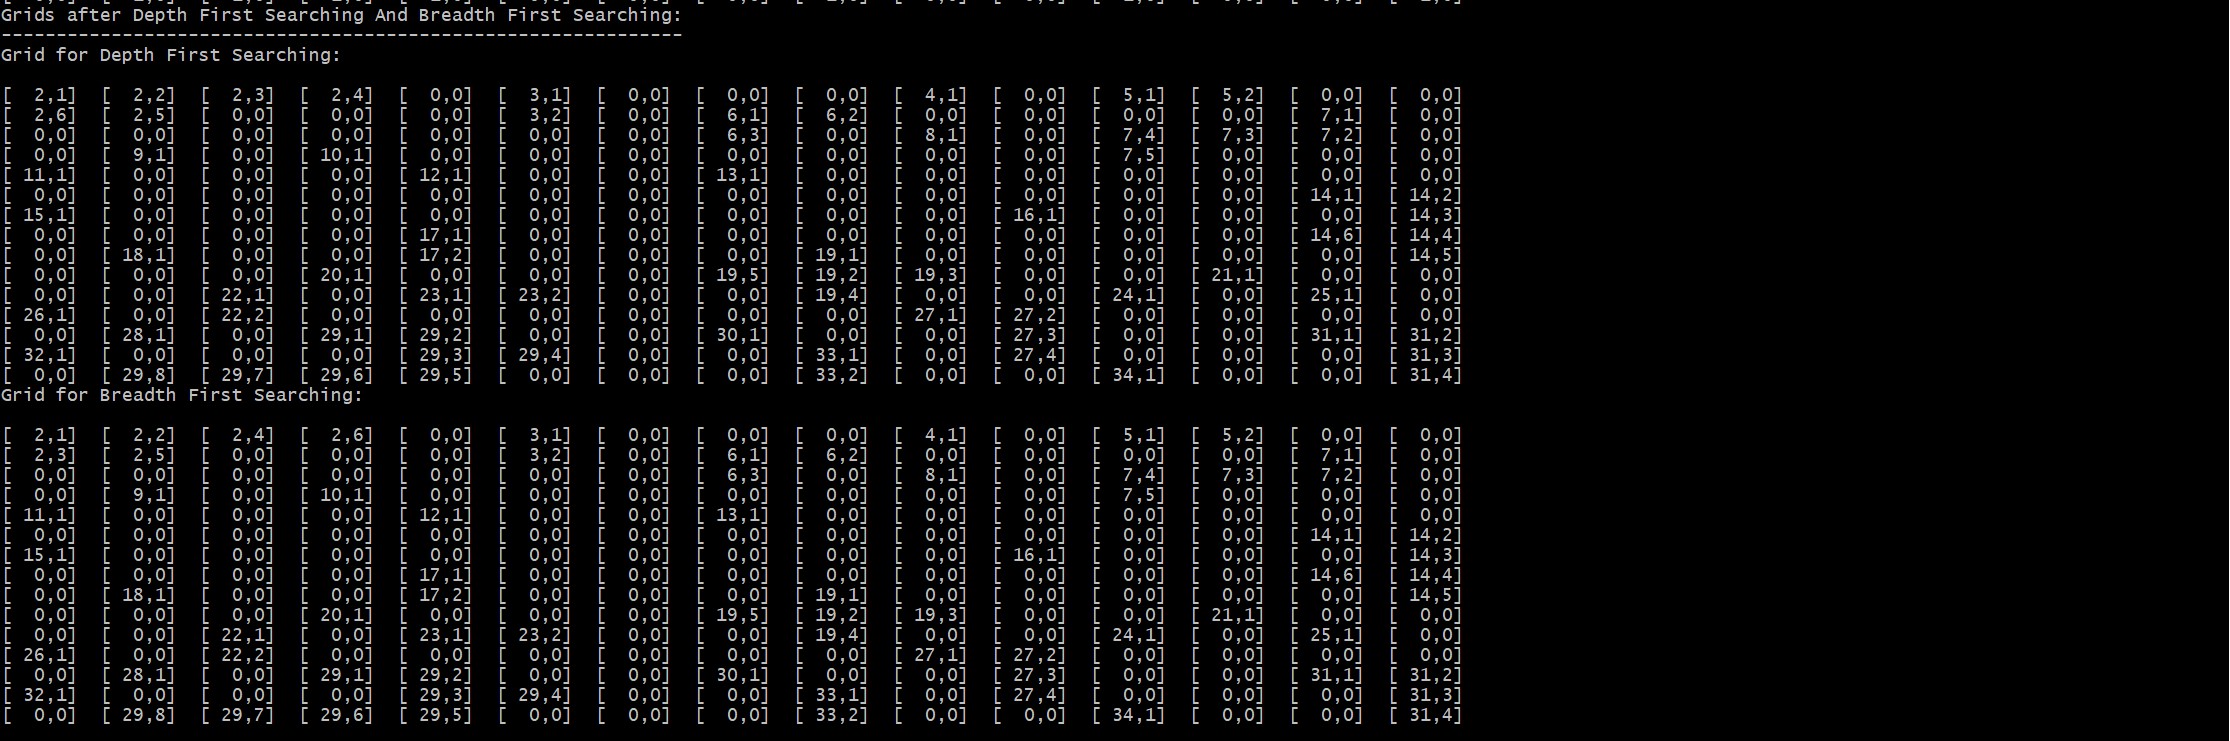 Grids after Depth First Searching And Breadth First Searching:
--------------------------------------------------------------
Grid for Depth First Searching:
[  2,1]  [  2,2]  [  2,3]  [  2,4]  [  0,0]  [  3,1]  [  0,0]  [  0,0]  [  0,0]  [  4,1]  [  0,0]  [  5,1]  [  5,2]  [  0,0]  [  0,0]
[  2,6]  [  2,5]  [  0,0]  [  0,0]  [  0,0]  [  3,2]  [  0,0]  [  6,1]  [  6,2]  [  0,0]  [  0,0]  [  0,0]  [  0,0]  [  7,1]  [  0,0]
[  0,0]  [  0,0]  [  0,0]  [  0,0]  [  0,0]  [  0,0]  [  0,0]  [  6,3]  [  0,0]  [  8,1]  [  0,0]  [  7,4]  [  7,3]  [  7,2]  [  0,0]
[  0,0]  [  9,1]  [  0,0]  [ 10,1]  [  0,0]  [  0,0]  [  0,0]  [  0,0]  [  0,0]  [  0,0]  [  0,0]  [  7,5]  [  0,0]  [  0,0]  [  0,0]
[ 11,1]  [  0,0]  [  0,0]  [  0,0]  [ 12,1]  [  0,0]  [  0,0]  [ 13,1]  [  0,0]  [  0,0]  [  0,0]  [  0,0]  [  0,0]  [  0,0]  [  0,0]
[  0,0]  [  0,0]  [  0,0]  [  0,0]  [  0,0]  [  0,0]  [  0,0]  [  0,0]  [  0,0]  [  0,0]  [  0,0]  [  0,0]  [  0,0]  [ 14,1]  [ 14,2]
[ 15,1]  [  0,0]  [  0,0]  [  0,0]  [  0,0]  [  0,0]  [  0,0]  [  0,0]  [  0,0]  [  0,0]  [ 16,1]  [  0,0]  [  0,0]  [  0,0]  [ 14,3]
[  0,0]  [  0,0]  [  0,0]  [  0,0]  [ 17,1]  [  0,0]  [  0,0]  [  0,0]  [  0,0]  [  0,0]  [  0,0]  [  0,0]  [  0,0]  [ 14,6]  [ 14,4]
[  0,0]  [ 18,1]  [  0,0]  [  0,0]  [ 17,2]  [  0,0]  [  0,0]  [  0,0]  [ 19,1]  [  0,0]  [  0,0]  [  0,0]  [  0,0]  [  0,0]  [ 14,5]
[  0,0]  [  0,0]  [  0,0]  [ 20,1]  [  0,0]  [  0,0]  [  0,0]  [ 19,5]  [ 19,2]  [ 19,3]  [  0,0]  [  0,0]  [ 21,1]  [  0,0]  [  0,0]
[  0,0]  [  0,0]  [ 22,1]  [  0,0]  [ 23,1]  [ 23,2]  [  0,0]  [  0,0]  [ 19,4]  [  0,0]  [  0,0]  [ 24,1]  [  0,0]  [ 25,1]  [  0,0]
[ 26,1]  [  0,0]  [ 22,2]  [  0,0]  [  0,0]  [  0,0]  [  0,0]  [  0,0]  [  0,0]  [ 27,1]  [ 27,2]  [  0,0]  [  0,0]  [  0,0]  [  0,0]
[  0,0]  [ 28,1]  [  0,0]  [ 29,1]  [ 29,2]  [  0,0]  [  0,0]  [ 30,1]  [  0,0]  [  0,0]  [ 27,3]  [  0,0]  [  0,0]  [ 31,1]  [ 31,2]
[ 32,1]  [  0,0]  [  0,0]  [  0,0]  [ 29,3]  [ 29,4]  [  0,0]  [  0,0]  [ 33,1]  [  0,0]  [ 27,4]  [  0,0]  [  0,0]  [  0,0]  [ 31,3]
[  0,0]  [ 29,8]  [ 29,7]  [ 29,6]  [ 29,5]  [  0,0]  [  0,0]  [  0,0]  [ 33,2]  [  0,0]  [  0,0]  [ 34,1]  [  0,0]  [  0,0]  [ 31,4]
Grid for Breadth First Searching:
[  2,1]  [  2,2]  [  2,4]  [  2,6]  [  0,0]  [  3,1]  [  0,0]  [  0,0]  [  0,0]  [  4,1]  [  0,0]  [  5,1]  [  5,2]  [  0,0]  [  0,0]
[  2,3]  [  2,5]  [  0,0]  [  0,0]  [  0,0]  [  3,2]  [  0,0]  [  6,1]  [  6,2]  [  0,0]  [  0,0]  [  0,0]  [  0,0]  [  7,1]  [  0,0]
[  0,0]  [  0,0]  [  0,0]  [  0,0]  [  0,0]  [  0,0]  [  0,0]  [  6,3]  [  0,0]  [  8,1]  [  0,0]  [  7,4]  [  7,3]  [  7,2]  [  0,0]
[  0,0]  [  9,1]  [  0,0]  [ 10,1]  [  0,0]  [  0,0]  [  0,0]  [  0,0]  [  0,0]  [  0,0]  [  0,0]  [  7,5]  [  0,0]  [  0,0]  [  0,0]
[ 11,1]  [  0,0]  [  0,0]  [  0,0]  [ 12,1]  [  0,0]  [  0,0]  [ 13,1]  [  0,0]  [  0,0]  [  0,0]  [  0,0]  [  0,0]  [  0,0]  [  0,0]
[  0,0]  [  0,0]  [  0,0]  [  0,0]  [  0,0]  [  0,0]  [  0,0]  [  0,0]  [  0,0]  [  0,0]  [  0,0]  [  0,0]  [  0,0]  [ 14,1]  [ 14,2]
[ 15,1]  [  0,0]  [  0,0]  [  0,0]  [  0,0]  [  0,0]  [  0,0]  [  0,0]  [  0,0]  [  0,0]  [ 16,1]  [  0,0]  [  0,0]  [  0,0]  [ 14,3]
[  0,0]  [  0,0]  [  0,0]  [  0,0]  [ 17,1]  [  0,0]  [  0,0]  [  0,0]  [  0,0]  [  0,0]  [  0,0]  [  0,0]  [  0,0]  [ 14,6]  [ 14,4]
[  0,0]  [ 18,1]  [  0,0]  [  0,0]  [ 17,2]  [  0,0]  [  0,0]  [  0,0]  [ 19,1]  [  0,0]  [  0,0]  [  0,0]  [  0,0]  [  0,0]  [ 14,5]
[  0,0]  [  0,0]  [  0,0]  [ 20,1]  [  0,0]  [  0,0]  [  0,0]  [ 19,5]  [ 19,2]  [ 19,3]  [  0,0]  [  0,0]  [ 21,1]  [  0,0]  [  0,0]
[  0,0]  [  0,0]  [ 22,1]  [  0,0]  [ 23,1]  [ 23,2]  [  0,0]  [  0,0]  [ 19,4]  [  0,0]  [  0,0]  [ 24,1]  [  0,0]  [ 25,1]  [  0,0]
[ 26,1]  [  0,0]  [ 22,2]  [  0,0]  [  0,0]  [  0,0]  [  0,0]  [  0,0]  [  0,0]  [ 27,1]  [ 27,2]  [  0,0]  [  0,0]  [  0,0]  [  0,0]
[  0,0]  [ 28,1]  [  0,0]  [ 29,1]  [ 29,2]  [  0,0]  [  0,0]  [ 30,1]  [  0,0]  [  0,0]  [ 27,3]  [  0,0]  [  0,0]  [ 31,1]  [ 31,2]
[ 32,1]  [  0,0]  [  0,0]  [  0,0]  [ 29,3]  [ 29,4]  [  0,0]  [  0,0]  [ 33,1]  [  0,0]  [ 27,4]  [  0,0]  [  0,0]  [  0,0]  [ 31,3]
[  0,0]  [ 29,8]  [ 29,7]  [ 29,6]  [ 29,5]  [  0,0]  [  0,0]  [  0,0]  [ 33,2]  [  0,0]  [  0,0]  [ 34,1]  [  0,0]  [  0,0]  [ 31,4]